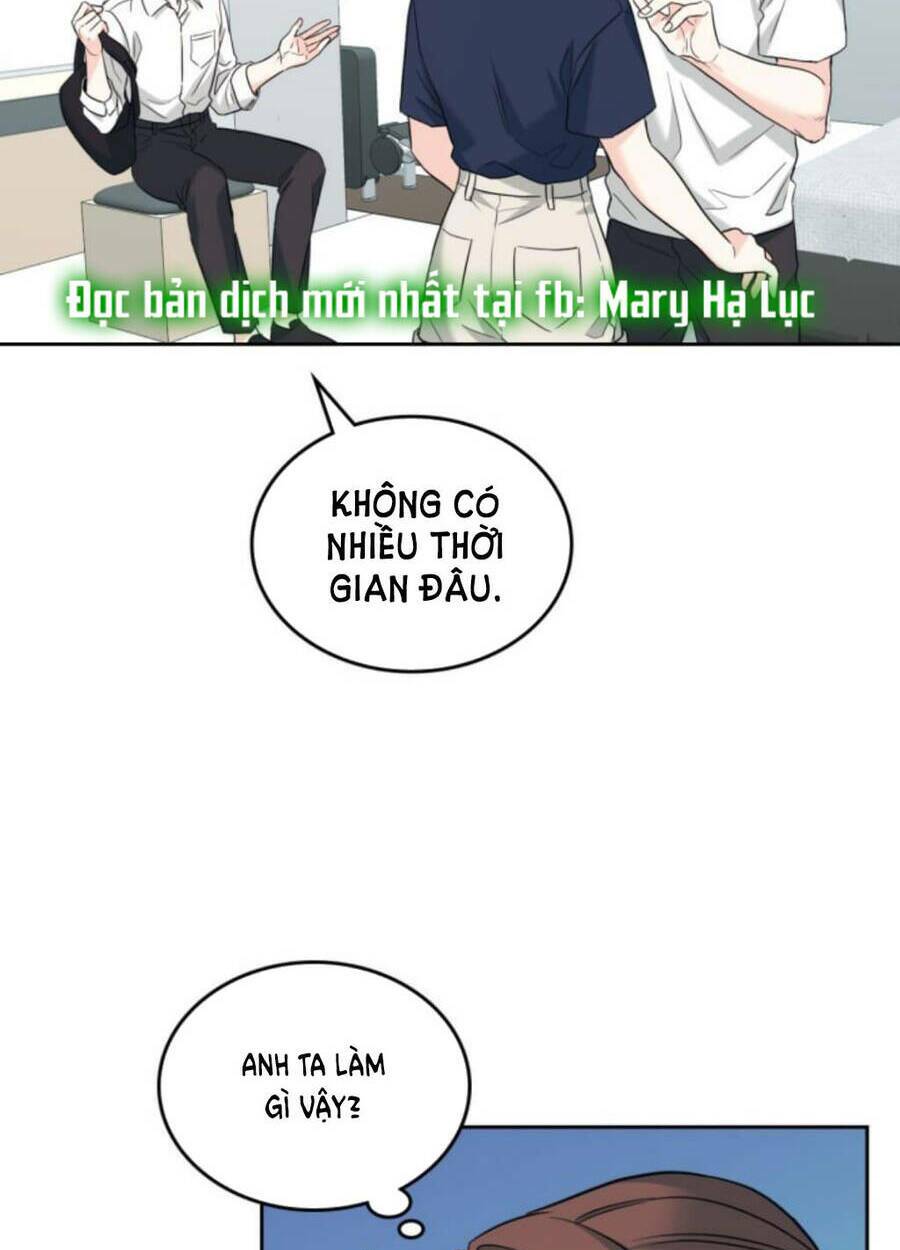 Đọc bản dịch mới nhất tại fb: Mary Hạ Lục
KHÔNG CÓ
NHIỀU THỜI
GIAN ĐÂU.
ANH TA LÀM
GÌ VẬY?